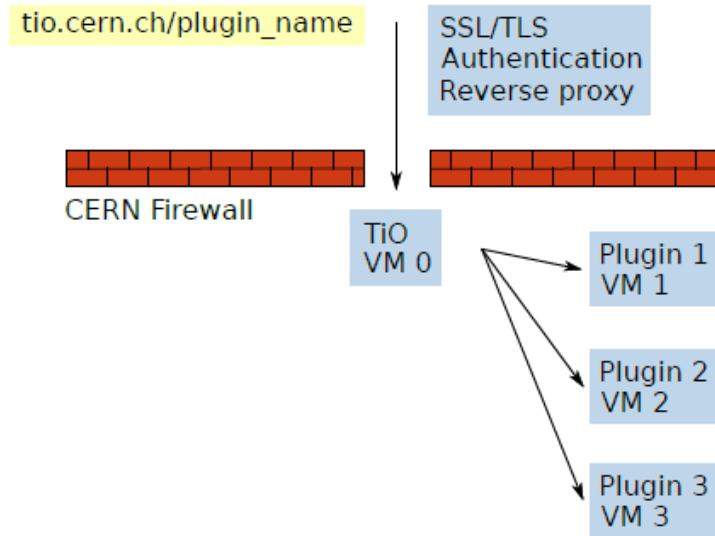 tio.cern.ch/plugin_name
SSL/TLS
Authentication
Reverse proxy
CERN Firewall
TiO
VM 0
Plugin 1
VM 1
Plugin 2
VM 2
Plugin 3
VM 3